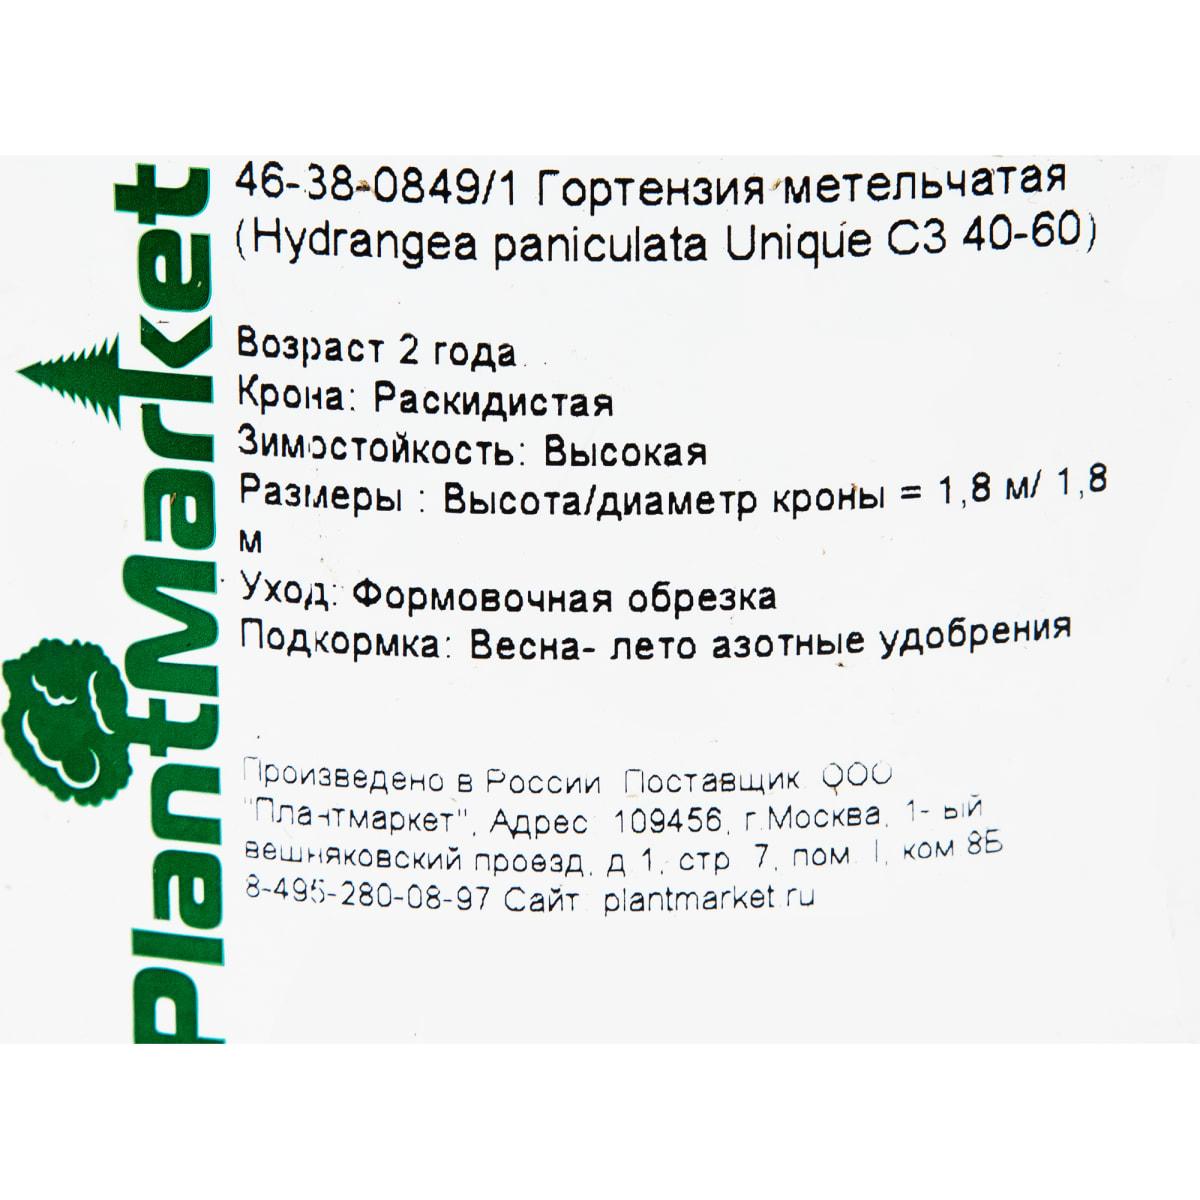 PlantMarket
46-38-0849/1 Гортензия метельчатая
(Hydrangea paniculata Unique C3 40-60)
Возраст 2 года
Крона: Раскидистая
Зимостойкость: Высокая
Размеры : Высота/диаметр кроны = 1,8 м/ 1,8
м
Уход: Формовочная обрезка
Подкормка: Весна- лето азотные удобрения
Произведено в России Поставщик ООО
"Плантмаркет", Адрес 109456, г.Москва, 1- ый
вешняковский проезд, д 1, стр 7, пом. I, ком 8Б
8-495-280-08-97 Сайт: plantmarket.ru